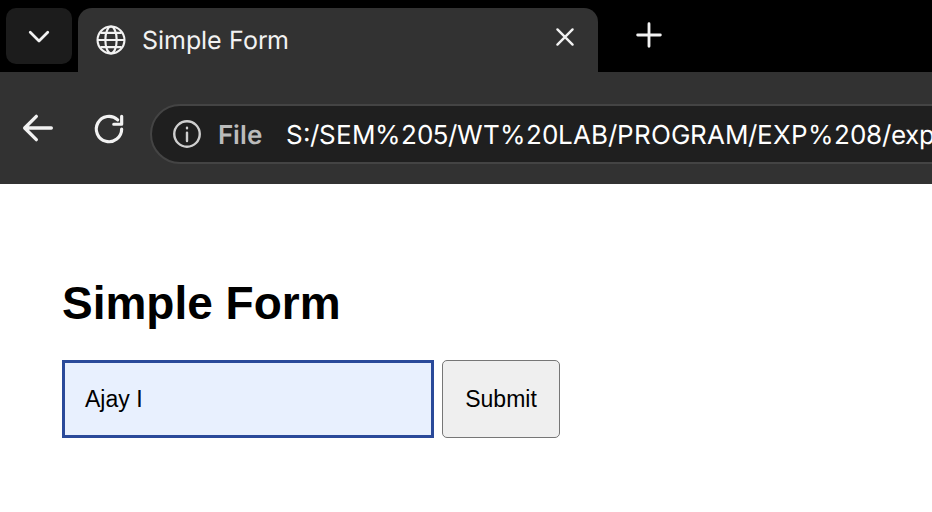 Simple Form
File S:/SEM%205/WT%20LAB/PROGRAM/EXP%208/exp
Simple Form
Ajay I Submit